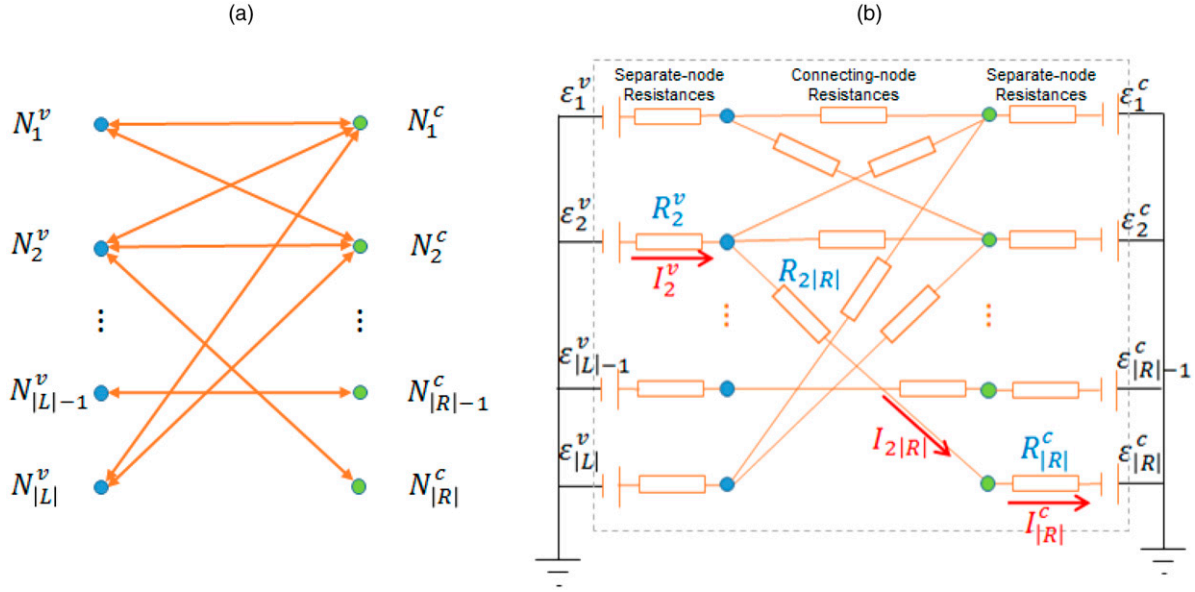 (a)
(b)
N_1^v
N_1^c
N_2^v
N_2^c
⋮
⋮
N_{|L|-1}^v
N_{|R|-1}^c
N_{|L|}^v
N_{|R|}^c
Separate-node
Resistances
Connecting-node
Resistances
Separate-node
Resistances
ε_1^v
ε_1^c
ε_2^v
R_2^v
ε_2^c
I_2^v
R_{2|R|}
⋮
⋮
ε_{|L|-1}^v
ε_{|R|-1}^c
I_{2|R|}
ε_{|L|}^v
R_{|R|}^c
ε_{|R|}^c
I_{|R|}^c